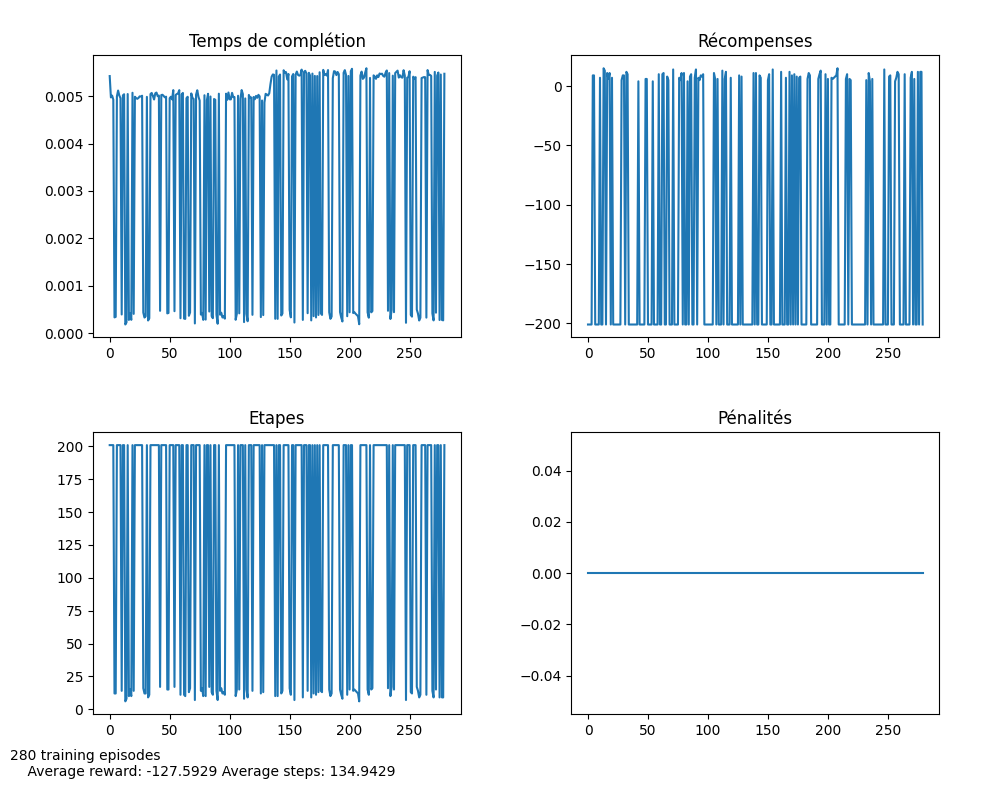 Temps de complétion
0.005
0.004
0.003
0.002
0.001
0.000
0 50 100 150 200 250
Récompenses
0
−50
−100
−150
−200
0 50 100 150 200 250
Etapes
200
175
150
125
100
75
50
25
0
0 50 100 150 200 250
Pénalités
0.04
0.02
0.00
−0.02
−0.04
0 50 100 150 200 250
280 training episodes
Average reward: -127.5929 Average steps: 134.9429